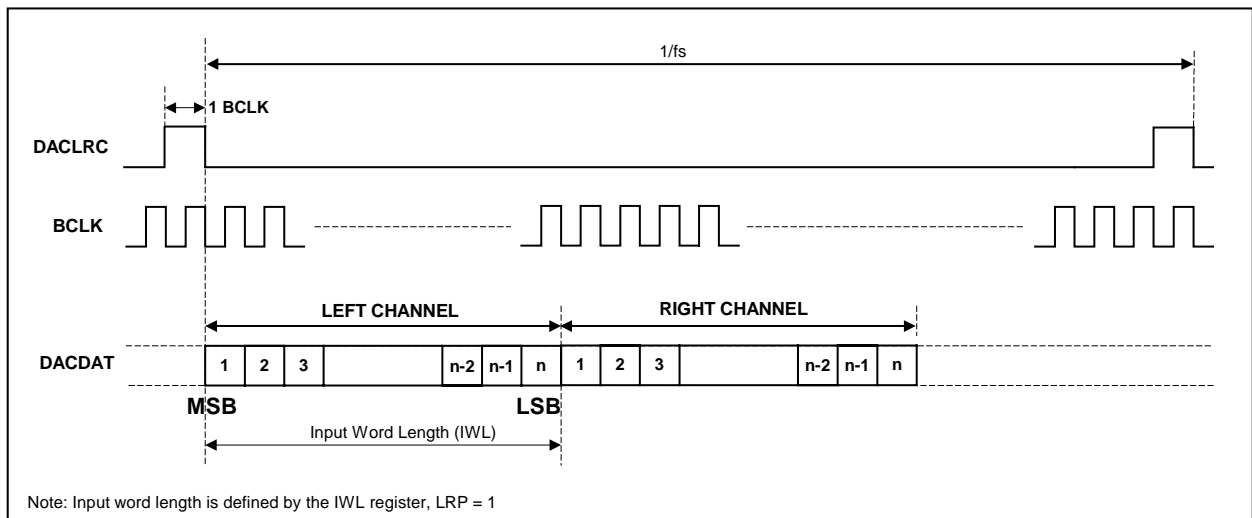 1/fs
1 BCLK
DACLRC
BCLK
LEFT CHANNEL
RIGHT CHANNEL
DACDAT
1 2 3 n-2 n-1 n 1 2 3 n-2 n-1 n
MSB LSB
Input Word Length (IWL)
Note: Input word length is defined by the IWL register, LRP = 1